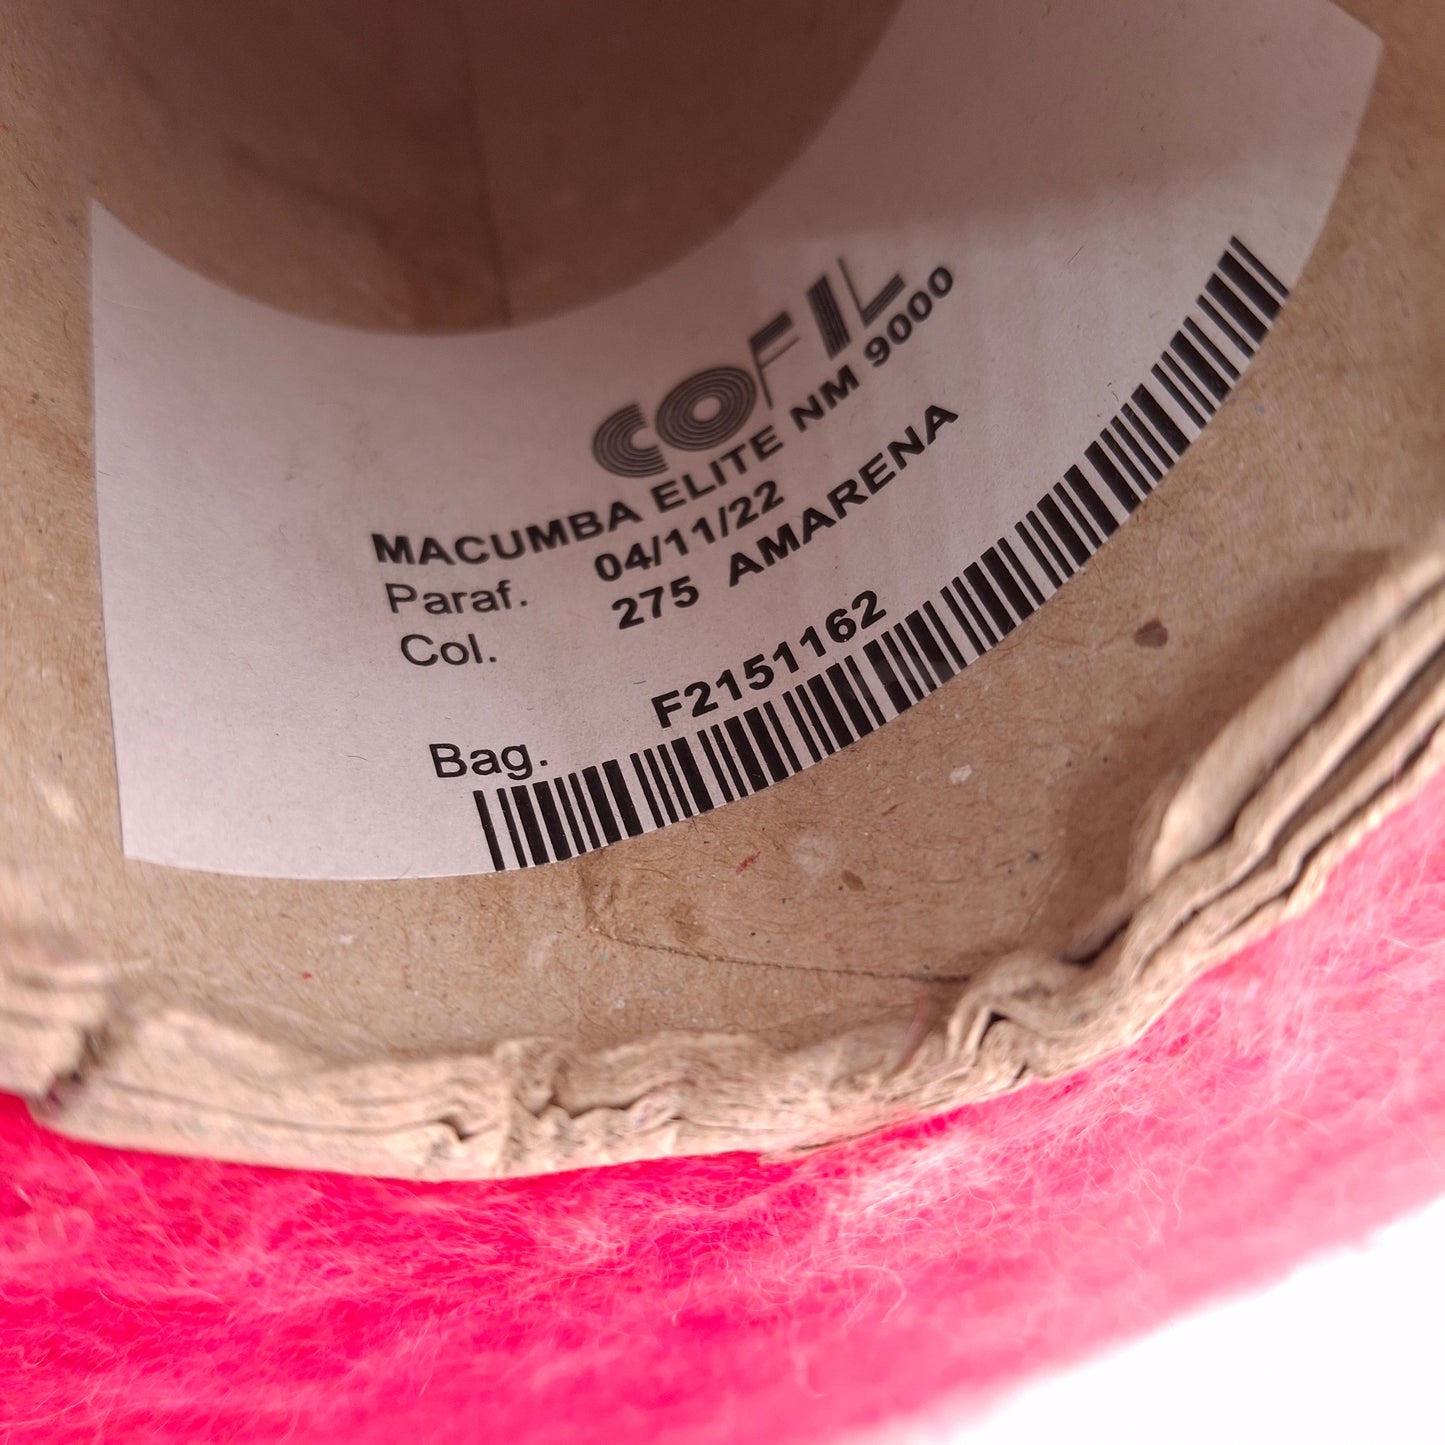 COFIL
MACUMBA ELITE NM 9000
Paraf. 04/11/22
Col. 275 AMARENA
Bag. F2151162